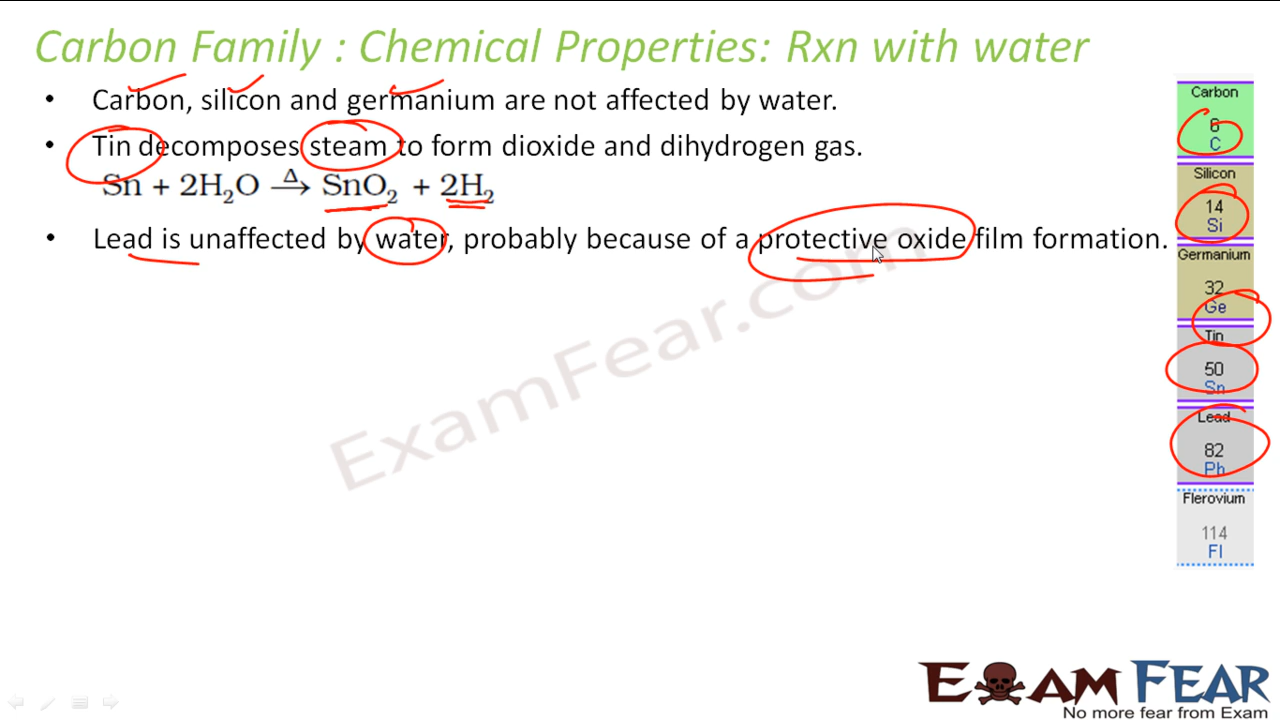 Carbon Family : Chemical Properties: Rxn with water
• Carbon, silicon and germanium are not affected by water.
• Tin decomposes steam to form dioxide and dihydrogen gas.
Sn + 2H₂O →Δ SnO₂ + 2H₂
• Lead is unaffected by water, probably because of a protective oxide film formation.
Carbon
6
C
Silicon
14
Si
Germanium
32
Ge
Tin
50
Sn
Lead
82
Pb
Flerovium
114
Fl
ExamFear.com
EXAM FEAR
No more fear from Exam